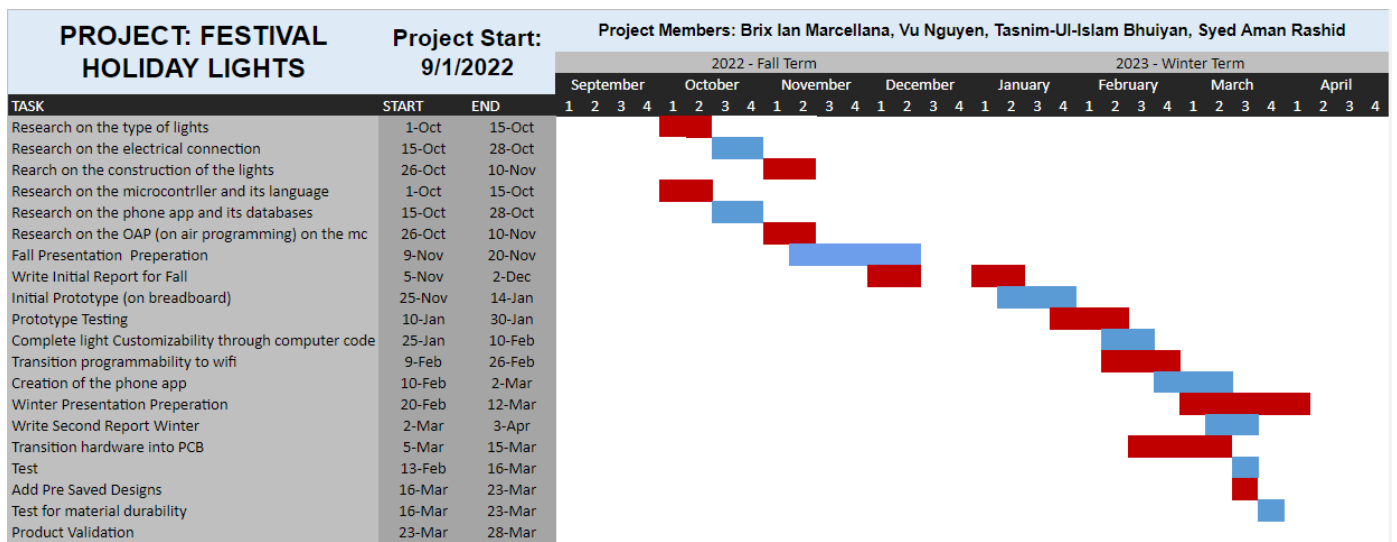 PROJECT: FESTIVAL
HOLIDAY LIGHTS
Project Start:
9/1/2022
Project Members: Brix Ian Marcellana, Vu Nguyen, Tasnim-Ul-Islam Bhuiyan, Syed Aman Rashid
2022 - Fall Term 2023 - Winter Term
September October November December January February March April
TASK START END 1 2 3 4 1 2 3 4 1 2 3 4 1 2 3 4 1 2 3 4 1 2 3 4 1 2 3 4 1 2 3 4
Research on the type of lights 1-Oct 15-Oct
Research on the electrical connection 15-Oct 28-Oct
Rearch on the construction of the lights 26-Oct 10-Nov
Research on the microcontrller and its language 1-Oct 15-Oct
Research on the phone app and its databases 15-Oct 28-Oct
Research on the OAP (on air programming) on the mc 26-Oct 10-Nov
Fall Presentation Preperation 9-Nov 20-Nov
Write Initial Report for Fall 5-Nov 2-Dec
Initial Prototype (on breadboard) 25-Nov 14-Jan
Prototype Testing 10-Jan 30-Jan
Complete light Customizability through computer code 25-Jan 10-Feb
Transition programmability to wifi 9-Feb 26-Feb
Creation of the phone app 10-Feb 2-Mar
Winter Presentation Preperation 20-Feb 12-Mar
Write Second Report Winter 2-Mar 3-Apr
Transition hardware into PCB 5-Mar 15-Mar
Test 13-Feb 16-Mar
Add Pre Saved Designs 16-Mar 23-Mar
Test for material durability 16-Mar 23-Mar
Product Validation 23-Mar 28-Mar